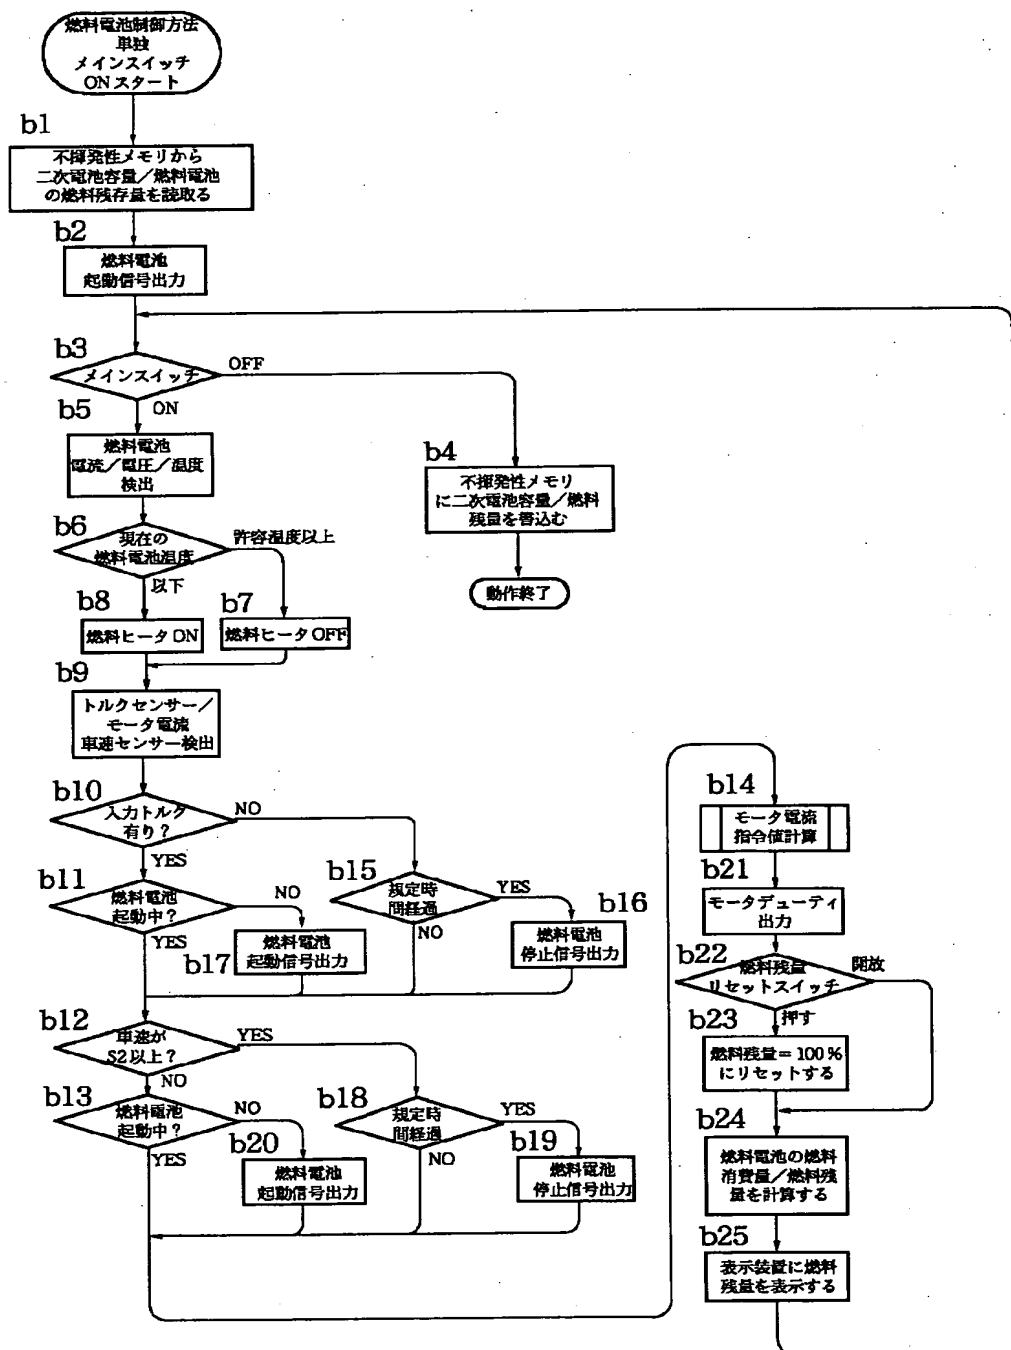 燃料電池制御方法
単独
メインスイッチ
ONスタート
b1
不揮発性メモリから
二次電池容量／燃料電池
の燃料残存量を読取る
b2
燃料電池
起動信号出力
b3
メインスイッチ
OFF
ON
b5
燃料電池
電流／電圧／温度
検出
b4
不揮発性メモリ
に二次電池容量／燃料
残量を書込む
動作終了
b6
現在の
燃料電池温度
許容温度以上
以下
b8
燃料ヒータON
b7
燃料ヒータOFF
b9
トルクセンサー／
モータ電流
車速センサー検出
b10
入力トルク
有り？
NO
YES
b11
燃料電池
起動中？
NO
YES
b17
燃料電池
起動信号出力
b15
規定時
間経過
YES
NO
b16
燃料電池
停止信号出力
b12
車速が
S2以上？
YES
NO
b13
燃料電池
起動中？
NO
YES
b20
燃料電池
起動信号出力
b18
規定時
間経過
YES
NO
b19
燃料電池
停止信号出力
b14
モータ電流
指令値計算
b21
モータデューティ
出力
b22
燃料残量
リセットスイッチ
開放
押す
b23
燃料残量＝100％
にリセットする
b24
燃料電池の燃料
消費量／燃料残
量を計算する
b25
表示装置に燃料
残量を表示する